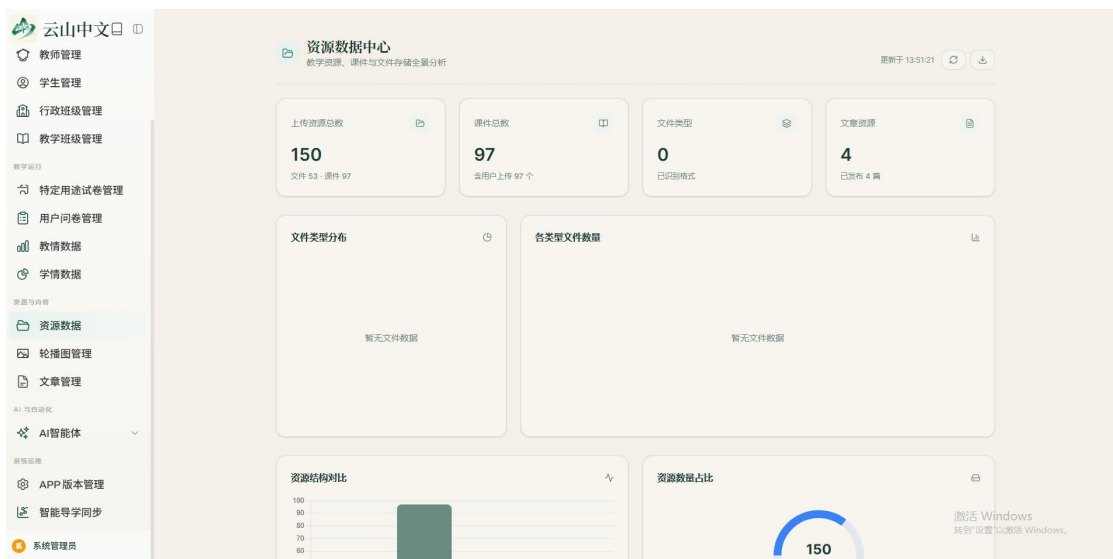 云山中文
教师管理
学生管理
行政班级管理
教学班级管理
教学运行
特定用途试卷管理
用户问卷管理
教情数据
学情数据
资源与内容
资源数据
轮播图管理
文章管理
AI 与自动化
AI智能体
系统运维
APP 版本管理
智能导学同步
系统管理员
资源数据中心
教学资源、课件与文件存储全景分析
更新于 13:51:21
上传资源总数
150
文件 53 · 课件 97
课件总数
97
含用户上传 97 个
文件类型
0
已识别格式
文章资源
4
已发布 4 篇
文件类型分布
暂无文件数据
各类型文件数量
暂无文件数据
资源结构对比
100
90
80
70
60
资源数量占比
150
激活 Windows
转到"设置"以激活 Windows。